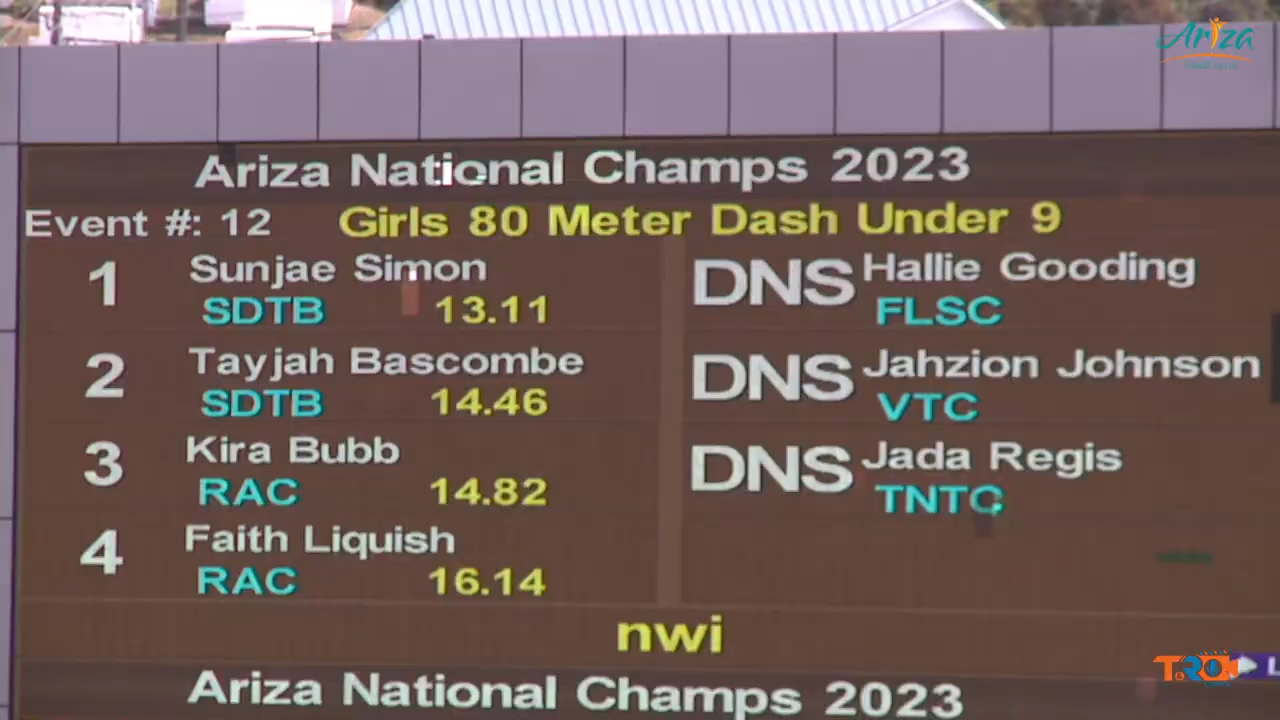 Ariza
Ariza National Champs 2023
Event #: 12 Girls 80 Meter Dash Under 9
1 Sunjae Simon
SDTB 13.11
2 Tayjah Bascombe
SDTB 14.46
3 Kira Bubb
RAC 14.82
4 Faith Liquish
RAC 16.14
DNS Hallie Gooding
FLSC
DNS Jahzion Johnson
VTC
DNS Jada Regis
TNTC
nwi
Ariza National Champs 2023